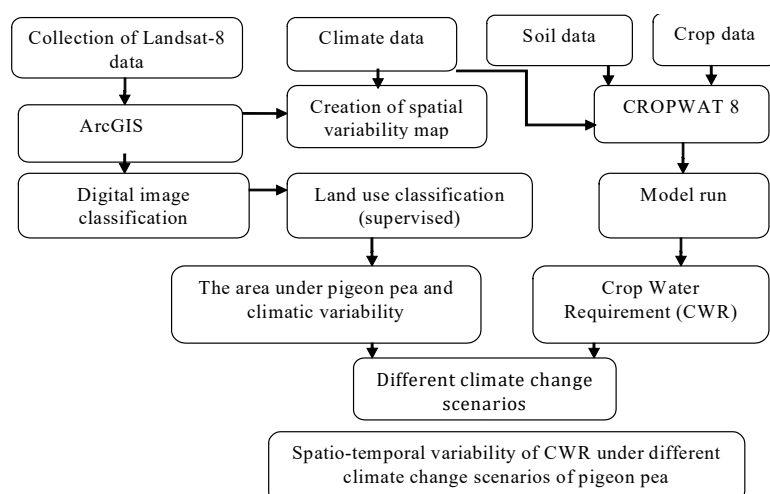 Collection of Landsat-8
data
Climate data
Soil data
Crop data
ArcGIS
Creation of spatial
variability map
CROPWAT 8
Digital image
classification
Land use classification
(supervised)
Model run
The area under pigeon pea and
climatic variability
Crop Water
Requirement (CWR)
Different climate change
scenarios
Spatio-temporal variability of CWR under different
climate change scenarios of pigeon pea